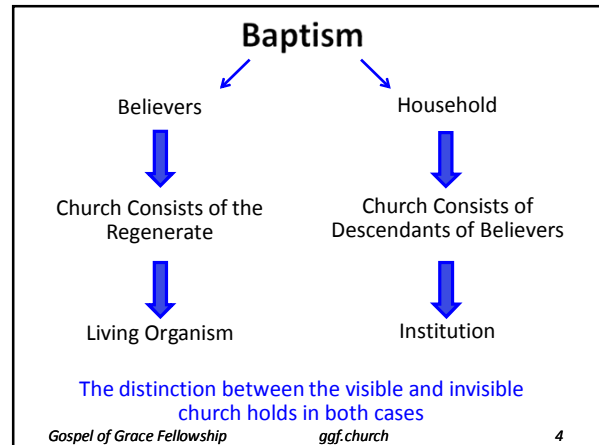 Baptism
Believers
Household
Church Consists of the
Regenerate
Church Consists of
Descendants of Believers
Living Organism
Institution
The distinction between the visible and invisible
church holds in both cases
Gospel of Grace Fellowship ggf.church 4